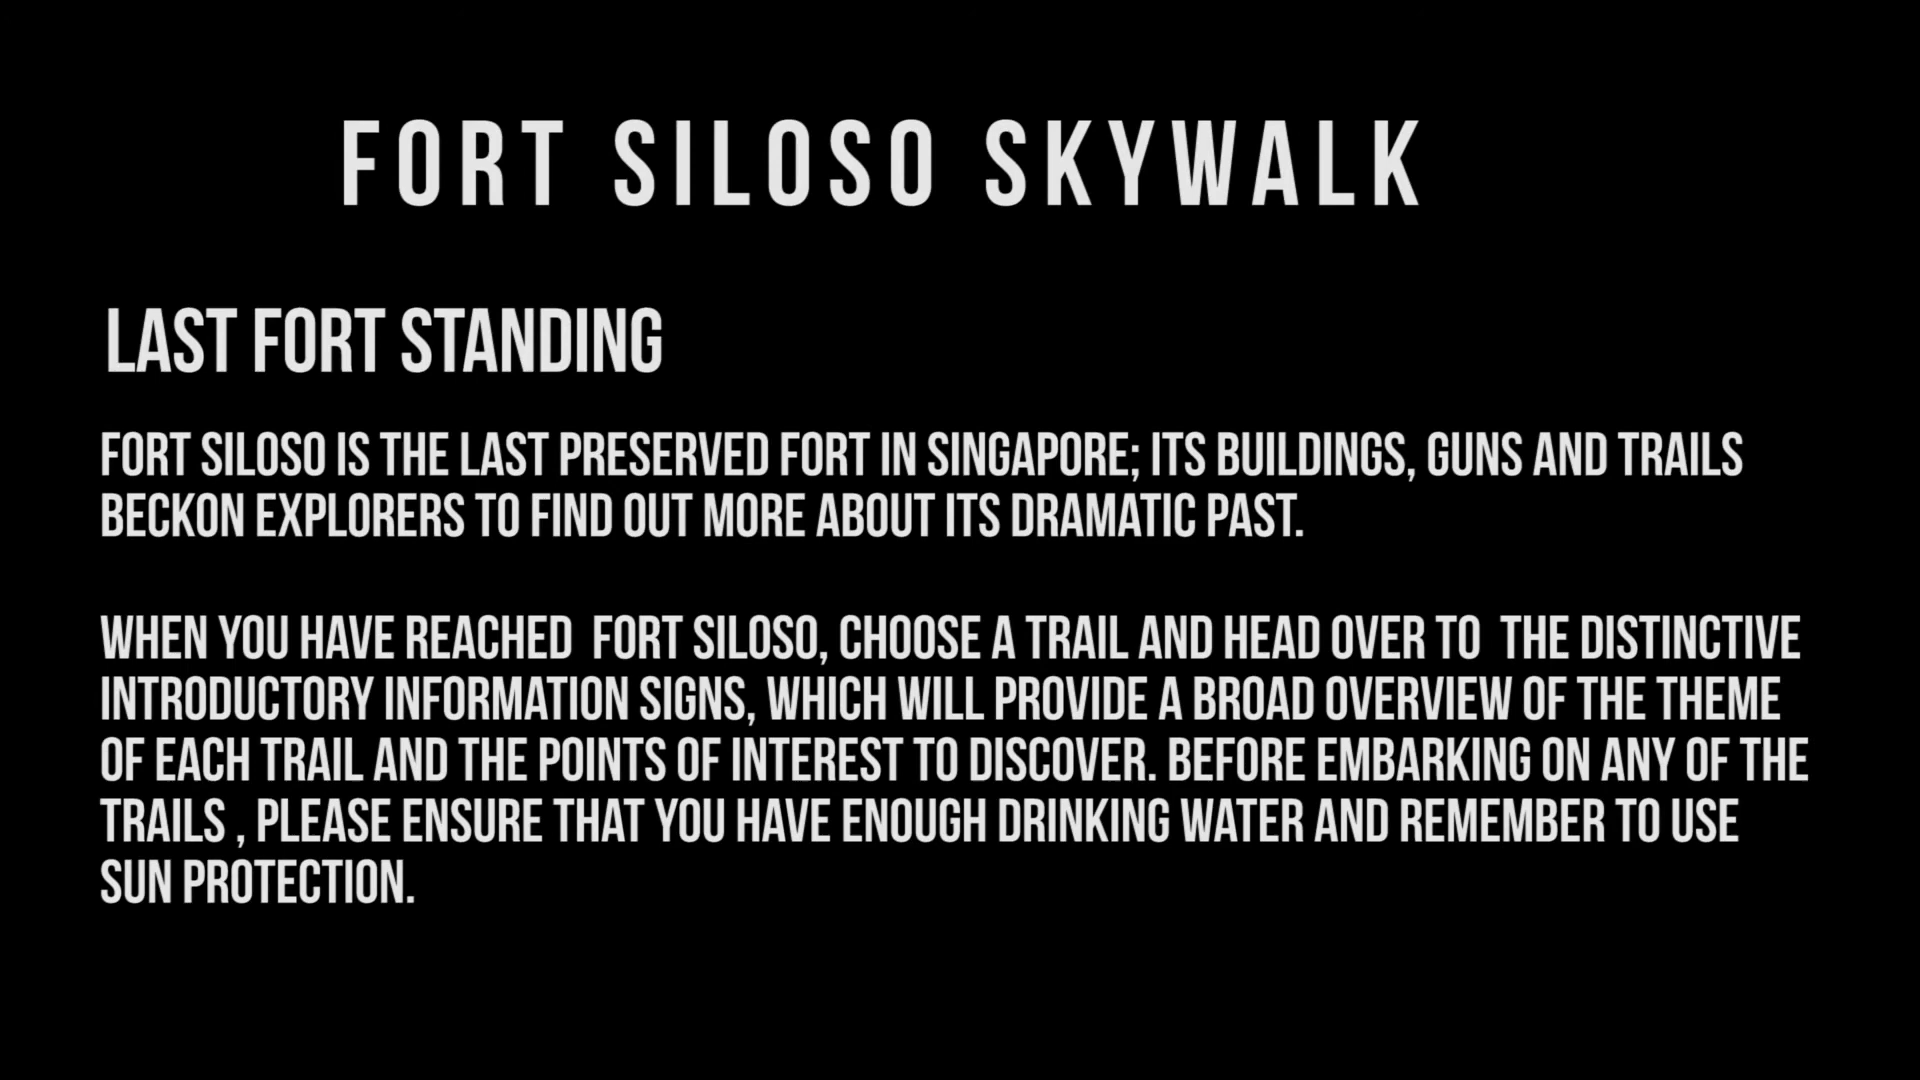 FORT SILOSO SKYWALK
LAST FORT STANDING
FORT SILOSO IS THE LAST PRESERVED FORT IN SINGAPORE; ITS BUILDINGS, GUNS AND TRAILS
BECKON EXPLORERS TO FIND OUT MORE ABOUT ITS DRAMATIC PAST.
WHEN YOU HAVE REACHED  FORT SILOSO, CHOOSE A TRAIL AND HEAD OVER TO  THE DISTINCTIVE
INTRODUCTORY INFORMATION SIGNS, WHICH WILL PROVIDE A BROAD OVERVIEW OF THE THEME
OF EACH TRAIL AND THE POINTS OF INTEREST TO DISCOVER. BEFORE EMBARKING ON ANY OF THE
TRAILS , PLEASE ENSURE THAT YOU HAVE ENOUGH DRINKING WATER AND REMEMBER TO USE
SUN PROTECTION.